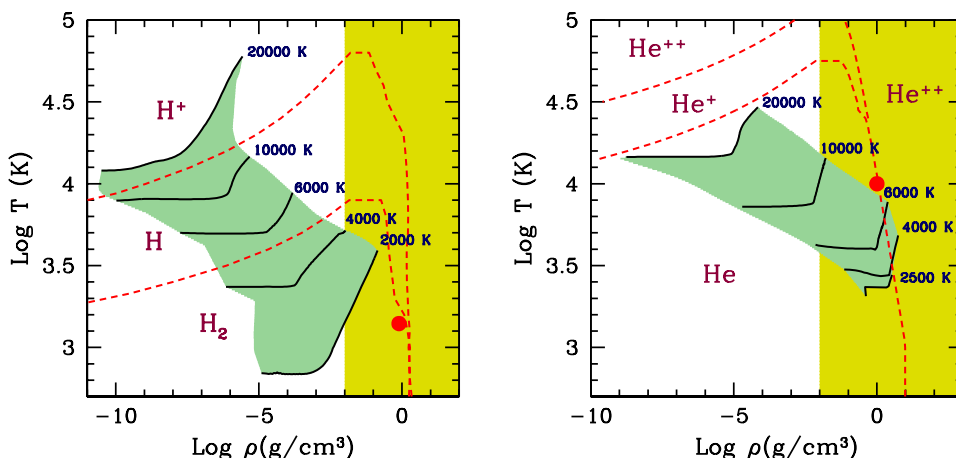 5
4.5
4
3.5
3
Log T (K)
−10
−5
0
Log ρ(g/cm³)
20000 K
10000 K
6000 K
4000 K
2000 K
H⁺
H
H₂
5
4.5
4
3.5
3
Log T (K)
−10
−5
0
Log ρ(g/cm³)
He⁺⁺
He⁺
He⁺⁺
He
20000 K
10000 K
6000 K
4000 K
2500 K